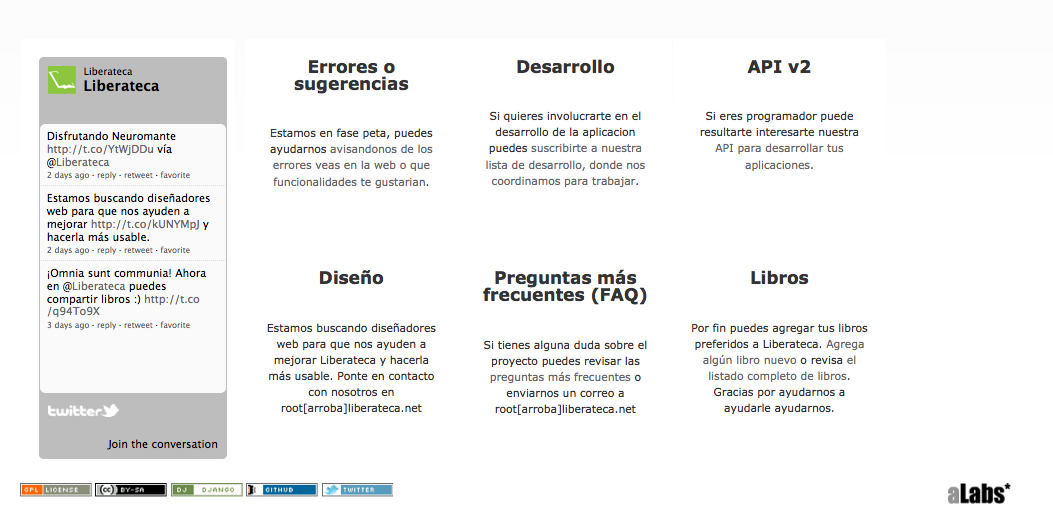 Liberateca
Liberateca
Disfrutando Neuromante
http://t.co/YtWjDDu vía
@Liberateca
2 days ago · reply · retweet · favorite
Estamos buscando diseñadores
web para que nos ayuden a
mejorar http://t.co/kUNYMpJ y
hacerla más usable.
2 days ago · reply · retweet · favorite
¡Omnia sunt communia! Ahora
en @Liberateca puedes
compartir libros :) http://t.co
/q94To9X
3 days ago · reply · retweet · favorite
twitter
Join the conversation
Errores o
sugerencias
Estamos en fase peta, puedes
ayudarnos avisandonos de los
errores veas en la web o que
funcionalidades te gustarian.
Desarrollo
Si quieres involucrarte en el
desarrollo de la aplicacion
puedes suscribirte a nuestra
lista de desarrollo, donde nos
coordinamos para trabajar.
API v2
Si eres programador puede
resultarte interesarte nuestra
API para desarrollar tus
aplicaciones.
Diseño
Estamos buscando diseñadores
web para que nos ayuden a
mejorar Liberateca y hacerla
más usable. Ponte en contacto
con nosotros en
root[arroba]liberateca.net
Preguntas más
frecuentes (FAQ)
Si tienes alguna duda sobre el
proyecto puedes revisar las
preguntas más frecuentes o
enviarnos un correo a
root[arroba]liberateca.net
Libros
Por fin puedes agregar tus libros
preferidos a Liberateca. Agrega
algún libro nuevo o revisa el
listado completo de libros.
Gracias por ayudarnos a
ayudarle ayudarnos.
GPL LICENSE
(cc) BY-SA
DJ DJANGO
GITHUB
TWITTER
aLabs*